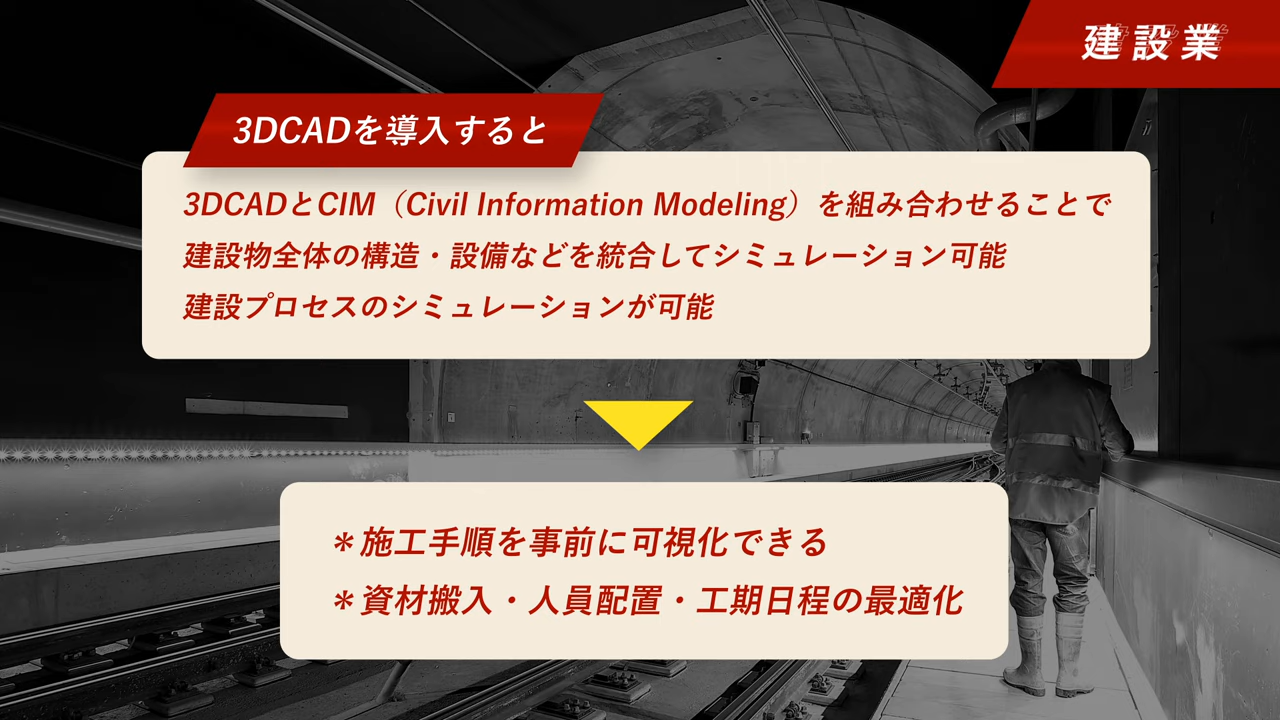 建設業
3DCADを導入すると
3DCADとCIM（Civil Information Modeling）を組み合わせることで
建設物全体の構造・設備などを統合してシミュレーション可能
建設プロセスのシミュレーションが可能
＊施工手順を事前に可視化できる
＊資材搬入・人員配置・工期日程の最適化